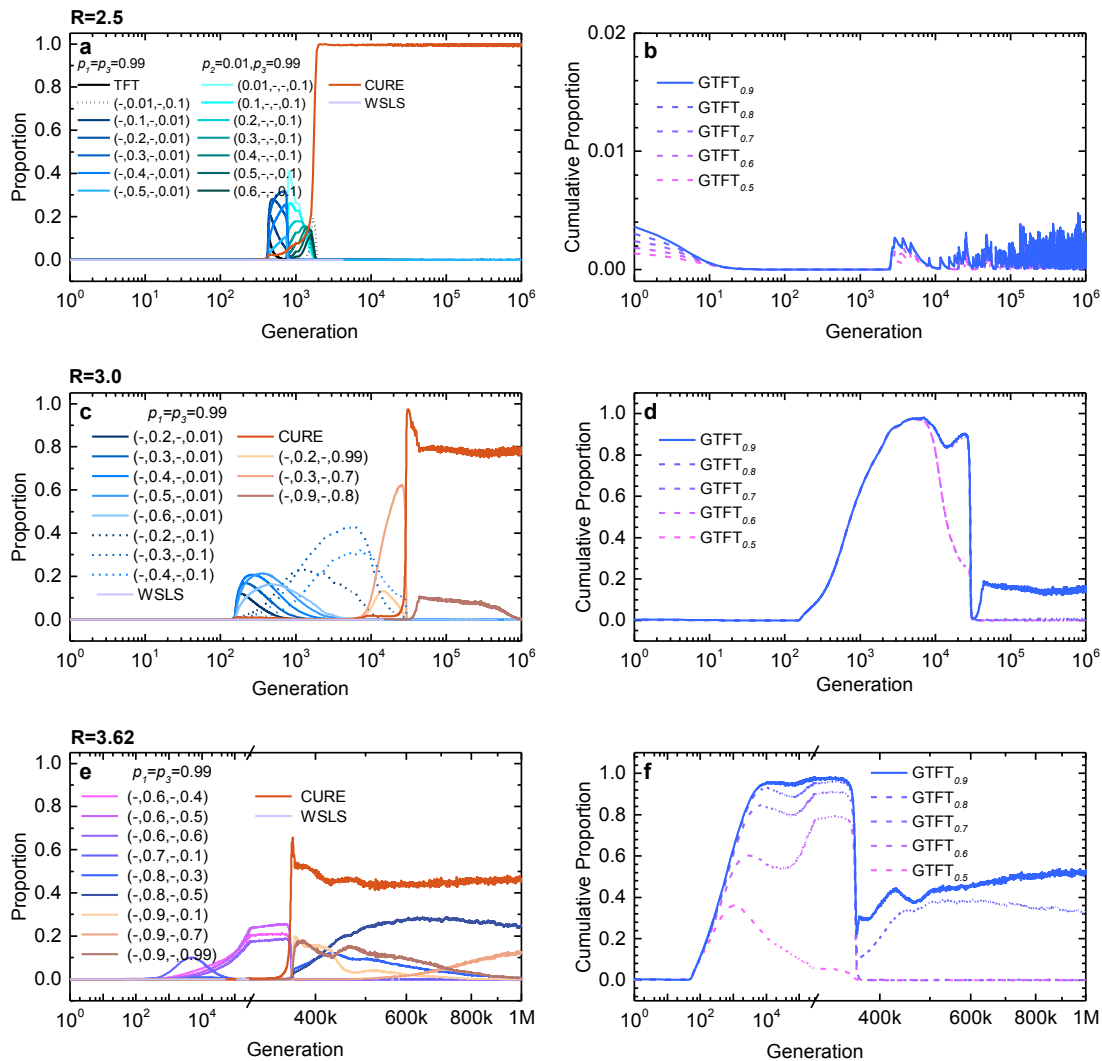 R=2.5
a
p1=p3=0.99 p2=0.01,p3=0.99
TFT (0.01,-,-,0.1) CURE
(-,0.01,-,0.1) (0.1,-,-,0.1) WSLS
(-,0.1,-,0.01) (0.2,-,-,0.1)
(-,0.2,-,0.01) (0.3,-,-,0.1)
(-,0.3,-,0.01) (0.4,-,-,0.1)
(-,0.4,-,0.01) (0.5,-,-,0.1)
(-,0.5,-,0.01) (0.6,-,-,0.1)
Proportion
1.0
0.8
0.6
0.4
0.2
0.0
10^0 10^1 10^2 10^3 10^4 10^5 10^6
Generation
b
GTFT0.9
GTFT0.8
GTFT0.7
GTFT0.6
GTFT0.5
Cumulative Proportion
0.02
0.01
0.00
10^0 10^1 10^2 10^3 10^4 10^5 10^6
Generation
R=3.0
c
p1=p3=0.99
(-,0.2,-,0.01) CURE
(-,0.3,-,0.01) (-,0.2,-,0.99)
(-,0.4,-,0.01) (-,0.3,-,0.7)
(-,0.5,-,0.01) (-,0.9,-,0.8)
(-,0.6,-,0.01)
(-,0.2,-,0.1)
(-,0.3,-,0.1)
(-,0.4,-,0.1)
WSLS
Proportion
1.0
0.8
0.6
0.4
0.2
0.0
10^0 10^1 10^2 10^3 10^4 10^5 10^6
Generation
d
GTFT0.9
GTFT0.8
GTFT0.7
GTFT0.6
GTFT0.5
Cumulative Proportion
1.0
0.8
0.6
0.4
0.2
0.0
10^0 10^1 10^2 10^3 10^4 10^5 10^6
Generation
R=3.62
e
p1=p3=0.99
(-,0.6,-,0.4) CURE
(-,0.6,-,0.5) WSLS
(-,0.6,-,0.6)
(-,0.7,-,0.1)
(-,0.8,-,0.3)
(-,0.8,-,0.5)
(-,0.9,-,0.1)
(-,0.9,-,0.7)
(-,0.9,-,0.99)
Proportion
1.0
0.8
0.6
0.4
0.2
0.0
10^0 10^2 10^4 400k 600k 800k 1M
Generation
f
GTFT0.9
GTFT0.8
GTFT0.7
GTFT0.6
GTFT0.5
Cumulative Proportion
1.0
0.8
0.6
0.4
0.2
0.0
10^0 10^2 10^4 400k 600k 800k 1M
Generation